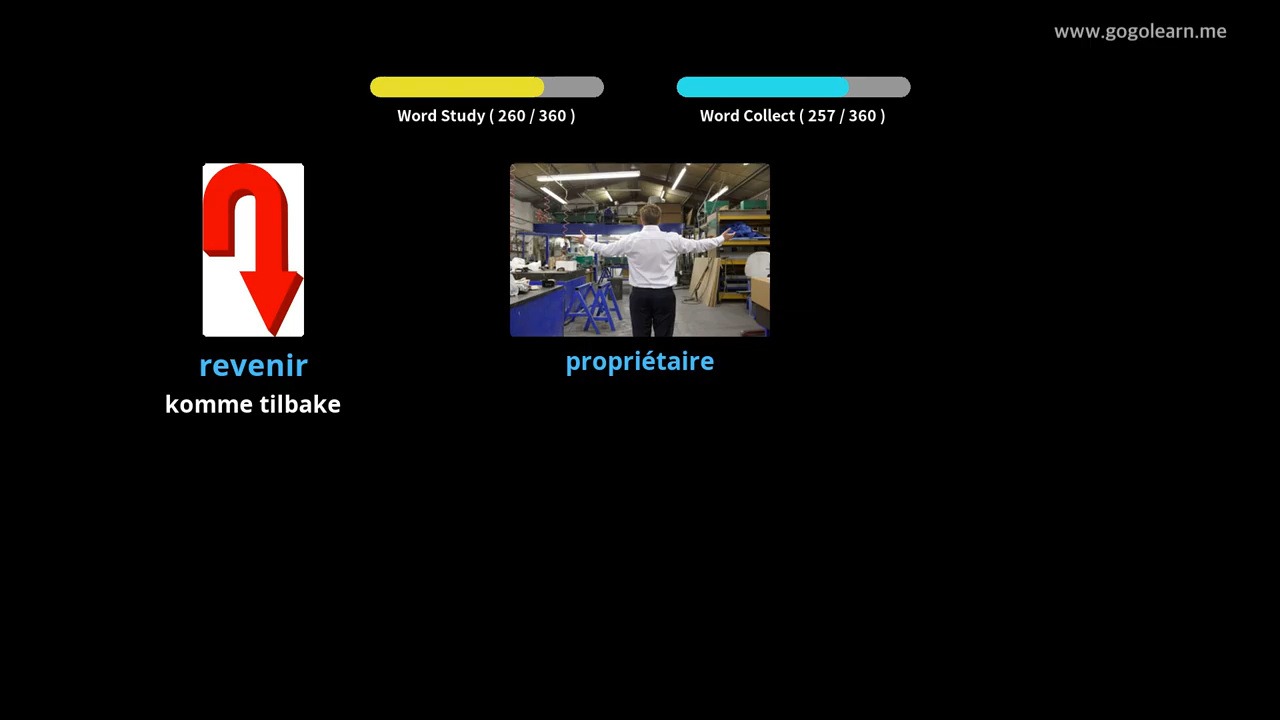 www.gogolearn.me
Word Study ( 260 / 360 )
Word Collect ( 257 / 360 )
revenir
komme tilbake
propriétaire